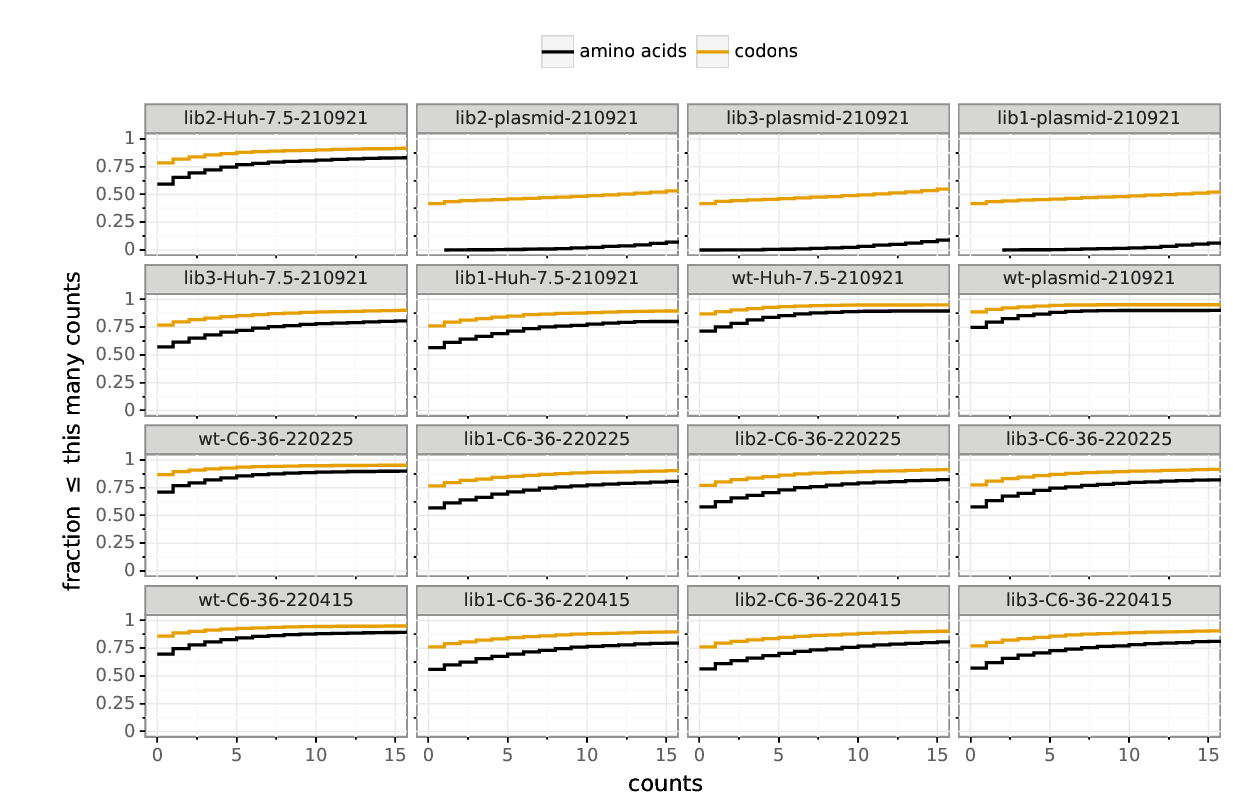 amino acids codons
lib2-Huh-7.5-210921 lib2-plasmid-210921 lib3-plasmid-210921 lib1-plasmid-210921
1
0.75
0.50
0.25
0
lib3-Huh-7.5-210921 lib1-Huh-7.5-210921 wt-Huh-7.5-210921 wt-plasmid-210921
1
0.75
0.50
0.25
0
wt-C6-36-220225 lib1-C6-36-220225 lib2-C6-36-220225 lib3-C6-36-220225
1
0.75
0.50
0.25
0
wt-C6-36-220415 lib1-C6-36-220415 lib2-C6-36-220415 lib3-C6-36-220415
1
0.75
0.50
0.25
0
0 5 10 15 0 5 10 15 0 5 10 15 0 5 10 15
counts
fraction ≤ this many counts